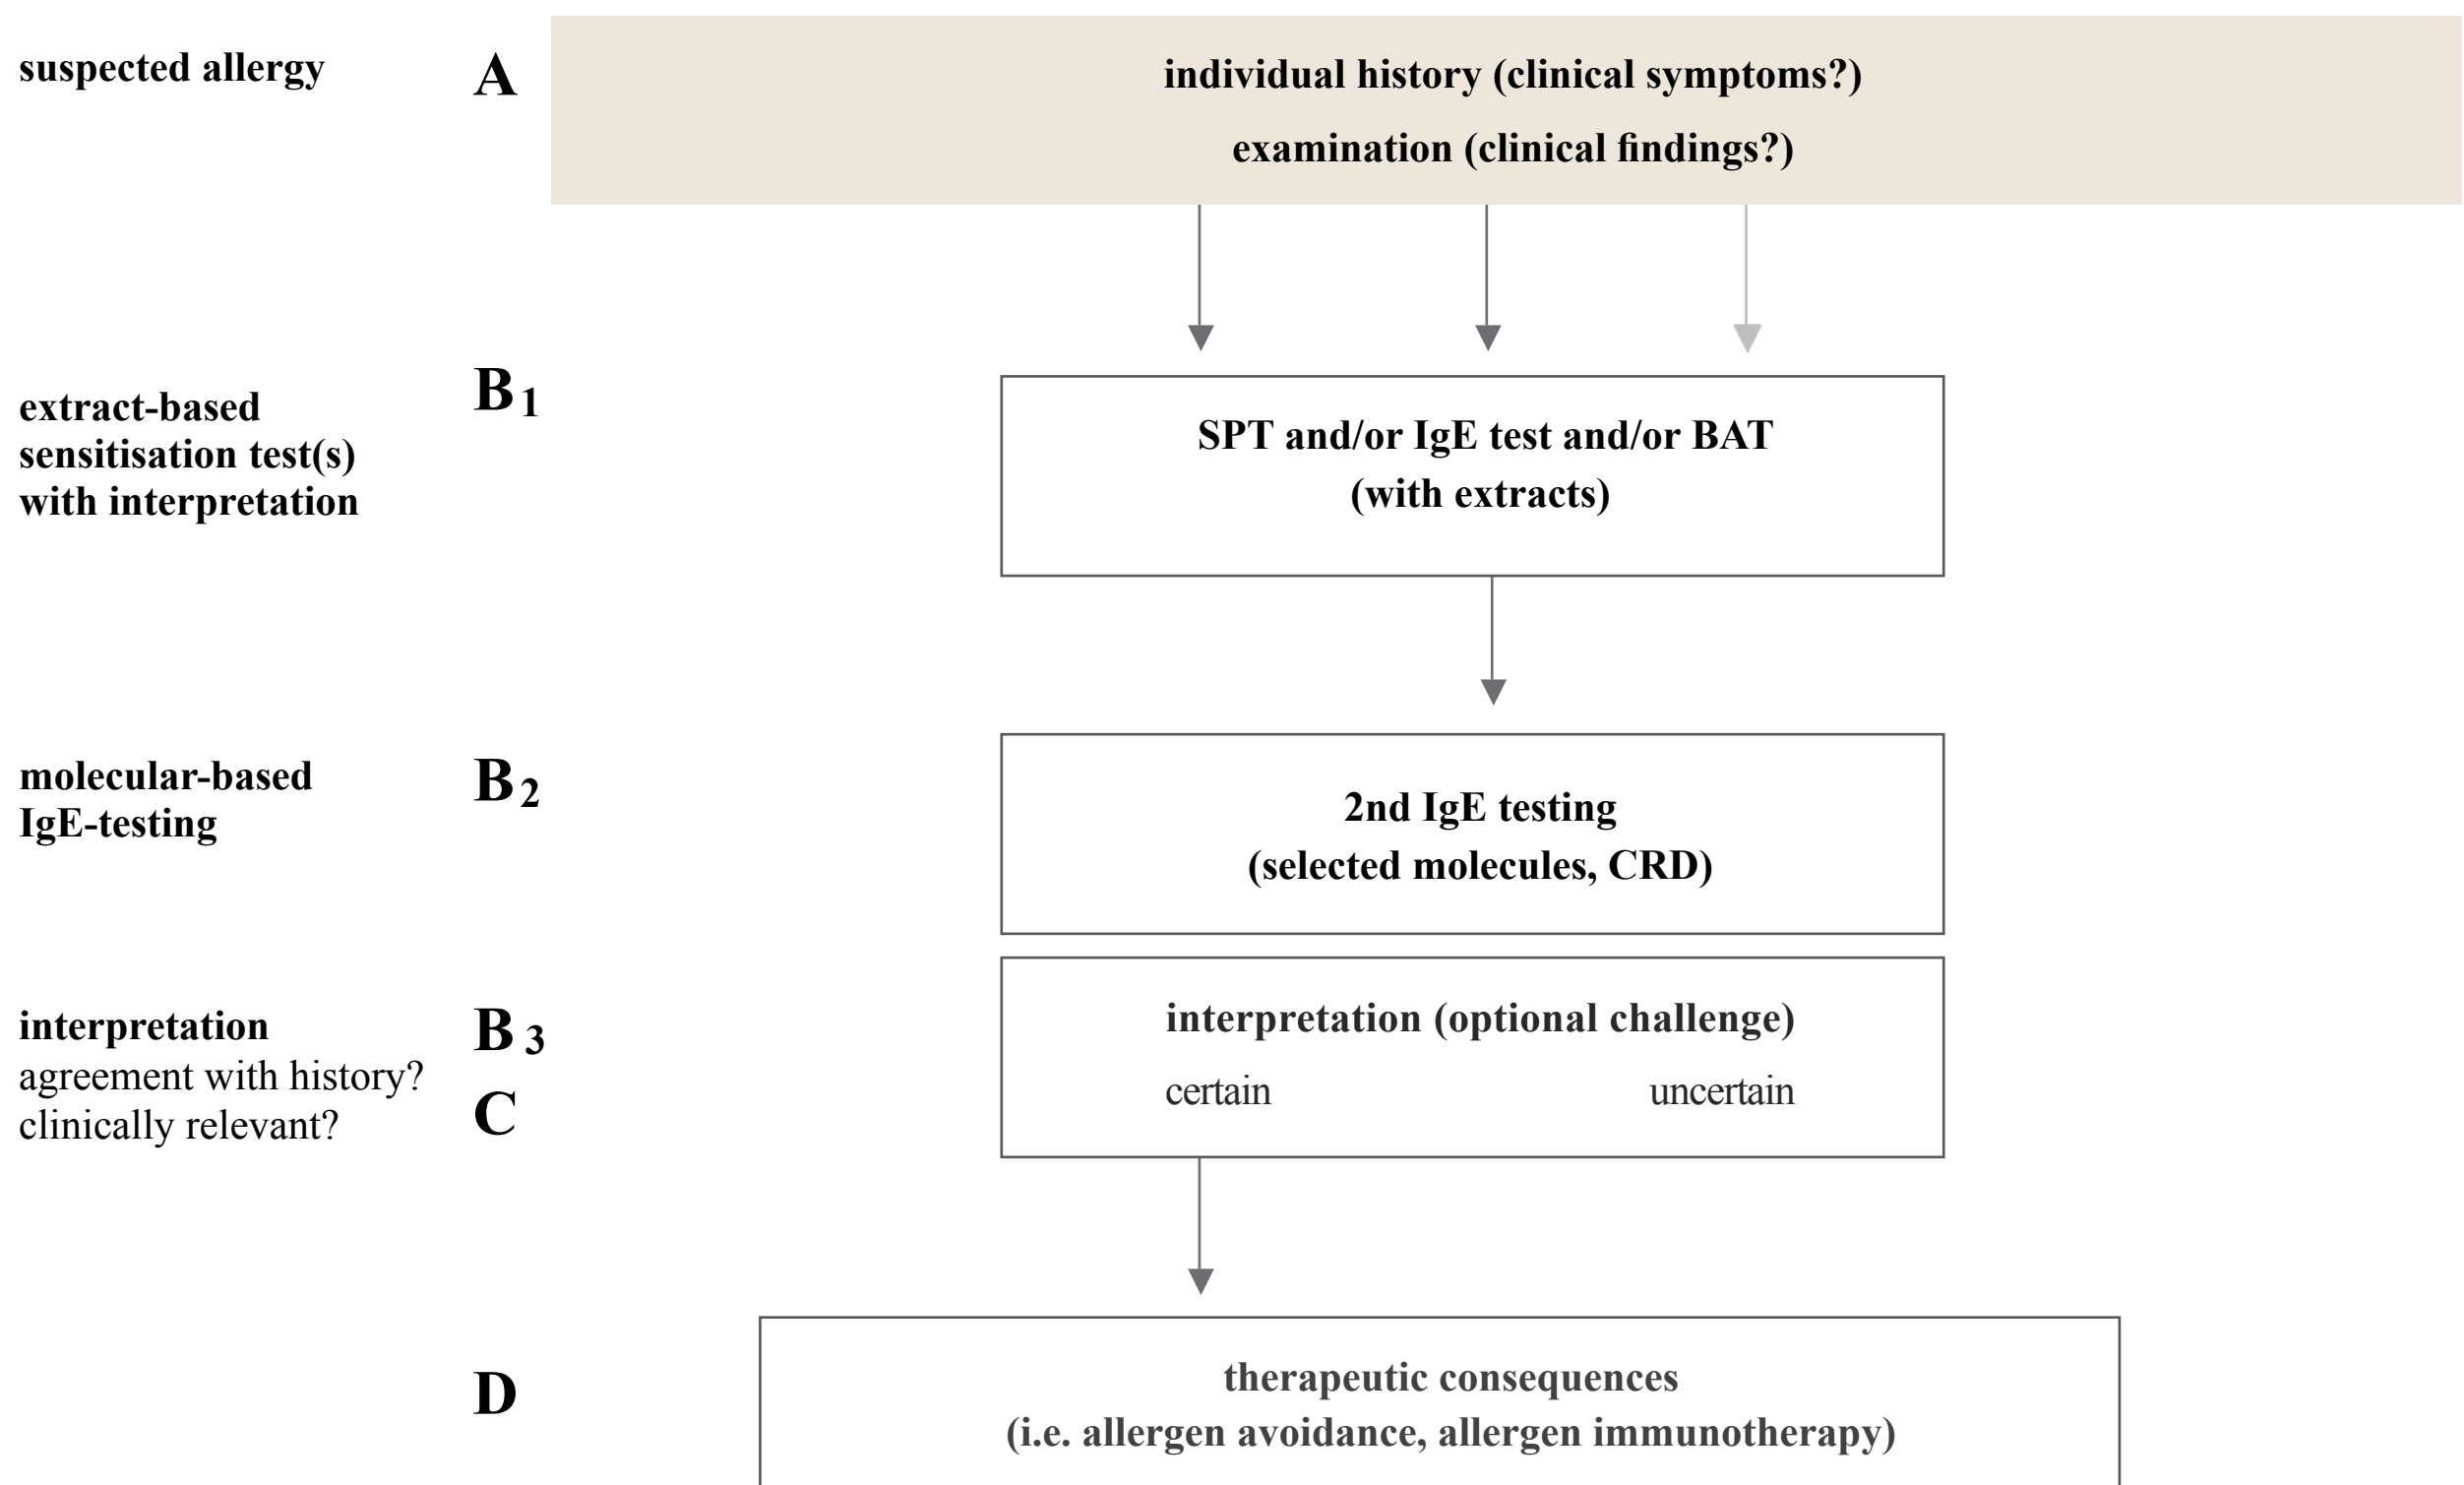 suspected allergy
A
individual history (clinical symptoms?)
examination (clinical findings?)
extract-based
sensitisation test(s)
with interpretation
B1
SPT and/or IgE test and/or BAT
(with extracts)
molecular-based
IgE-testing
B2
2nd IgE testing
(selected molecules, CRD)
interpretation
agreement with history?
clinically relevant?
B3
C
interpretation (optional challenge)
certain uncertain
D
therapeutic consequences
(i.e. allergen avoidance, allergen immunotherapy)